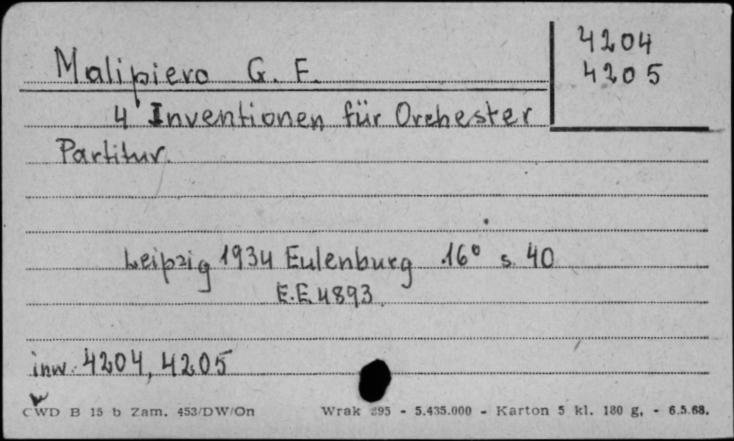 4204
4205
Malipiero G. F.
4 Inventionen für Orchester
Partitur.
Leipzig 1934 Eulenburg 16° s. 40
E.E. 4893.
inw. 4204, 4205
CWD B 15 b Zam. 453/DW/On Wrak 295 - 5.435.000 - Karton 5 kl. 180 g. - 6.5.68.